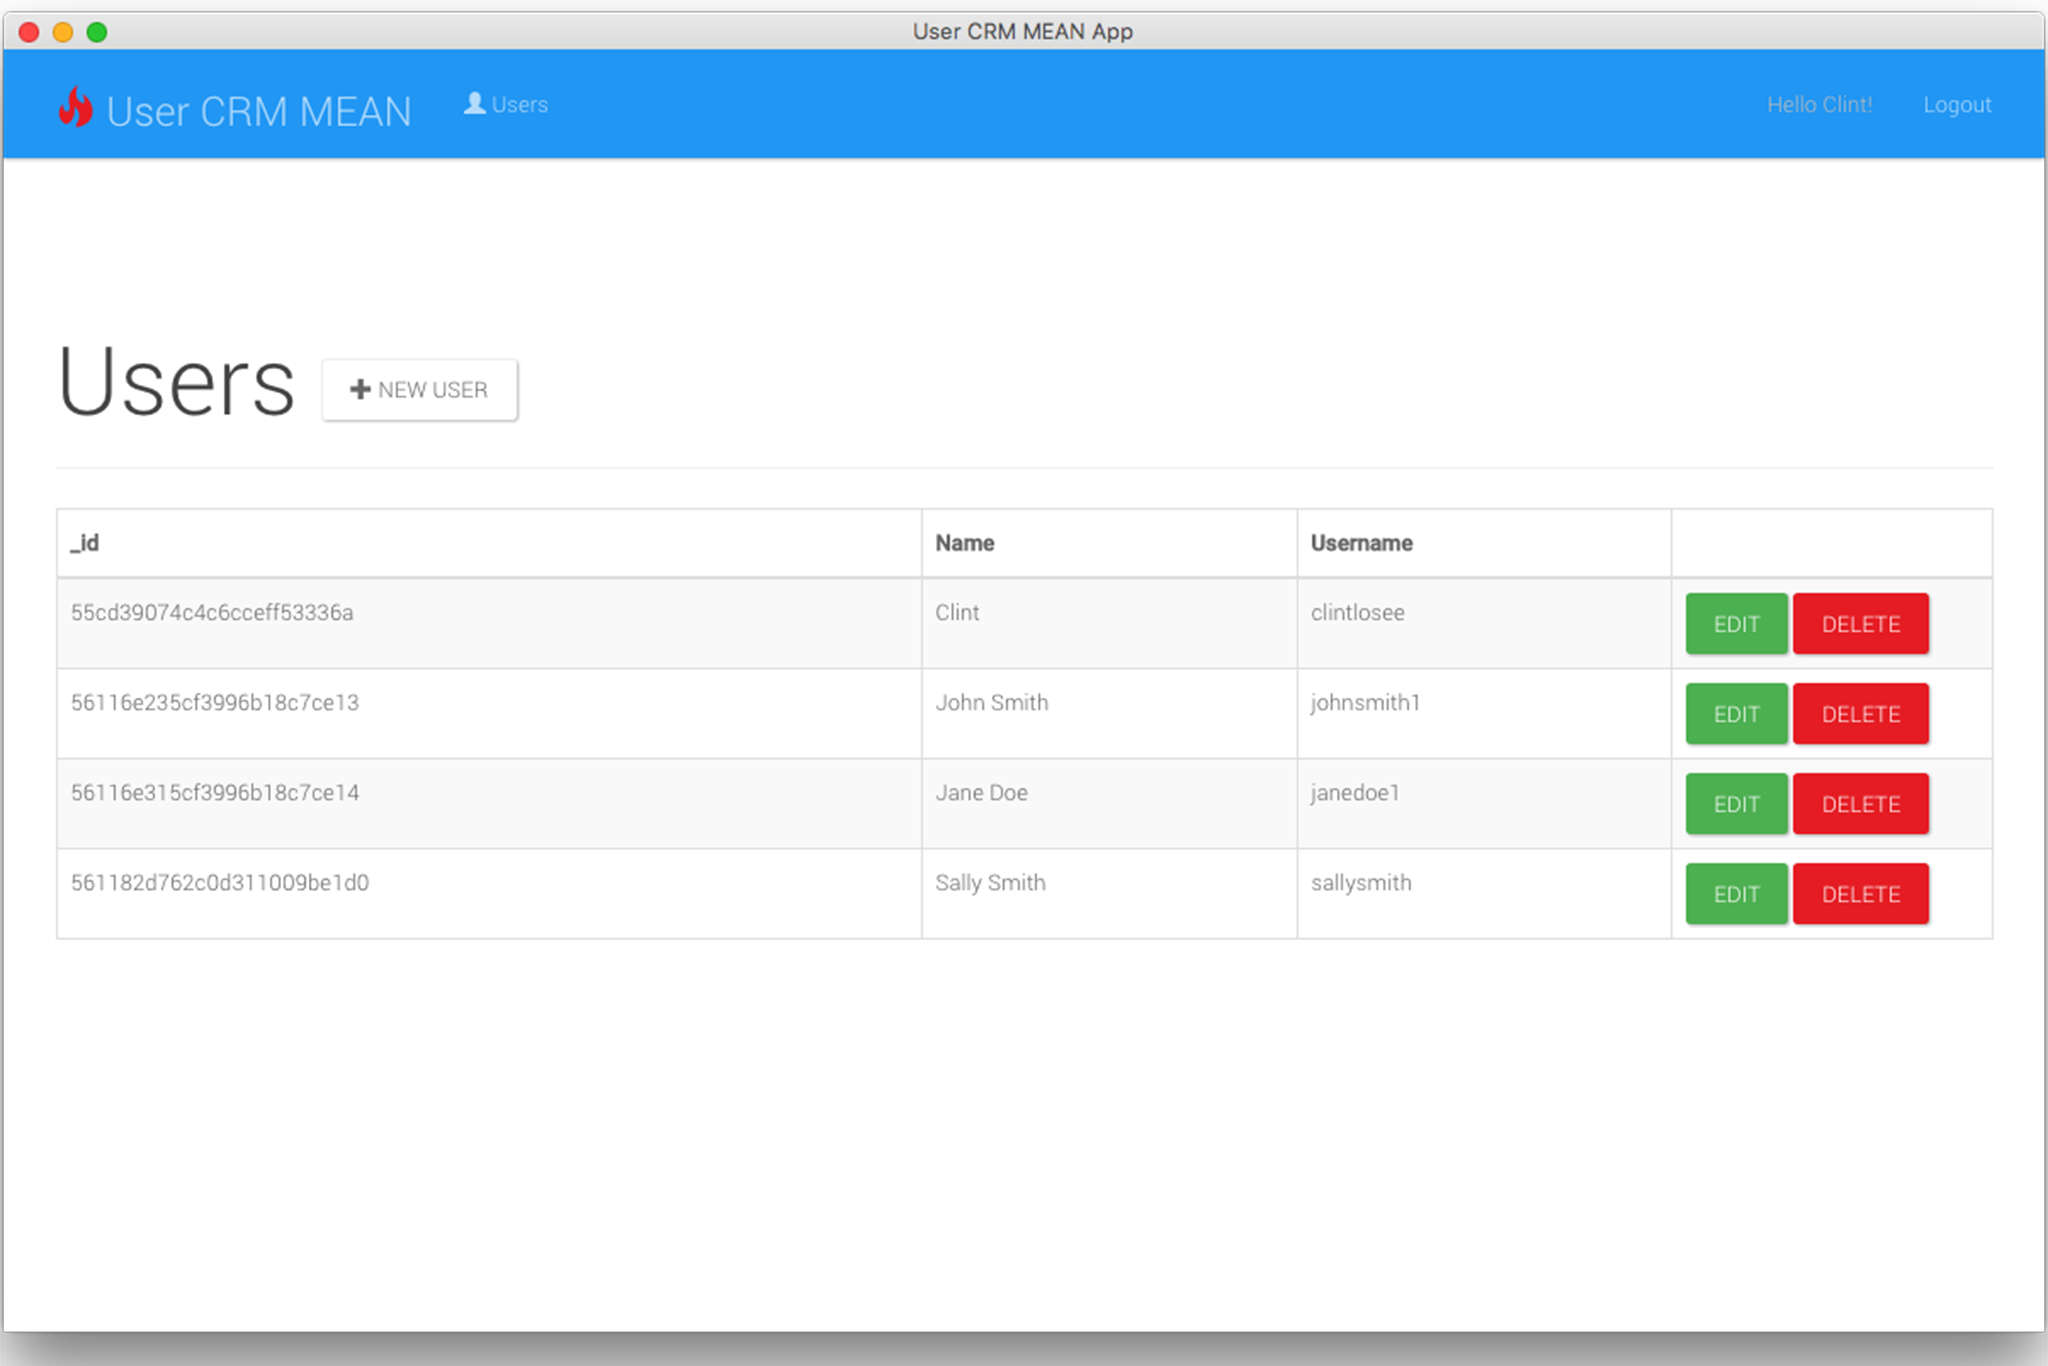 User CRM MEAN App
User CRM MEAN Users Hello Clint! Logout
Users NEW USER
_id Name Username
55cd39074c4c6cceff53336a Clint clintlosee EDIT DELETE
56116e235cf3996b18c7ce13 John Smith johnsmith1 EDIT DELETE
56116e315cf3996b18c7ce14 Jane Doe janedoe1 EDIT DELETE
561182d762c0d311009be1d0 Sally Smith sallysmith EDIT DELETE